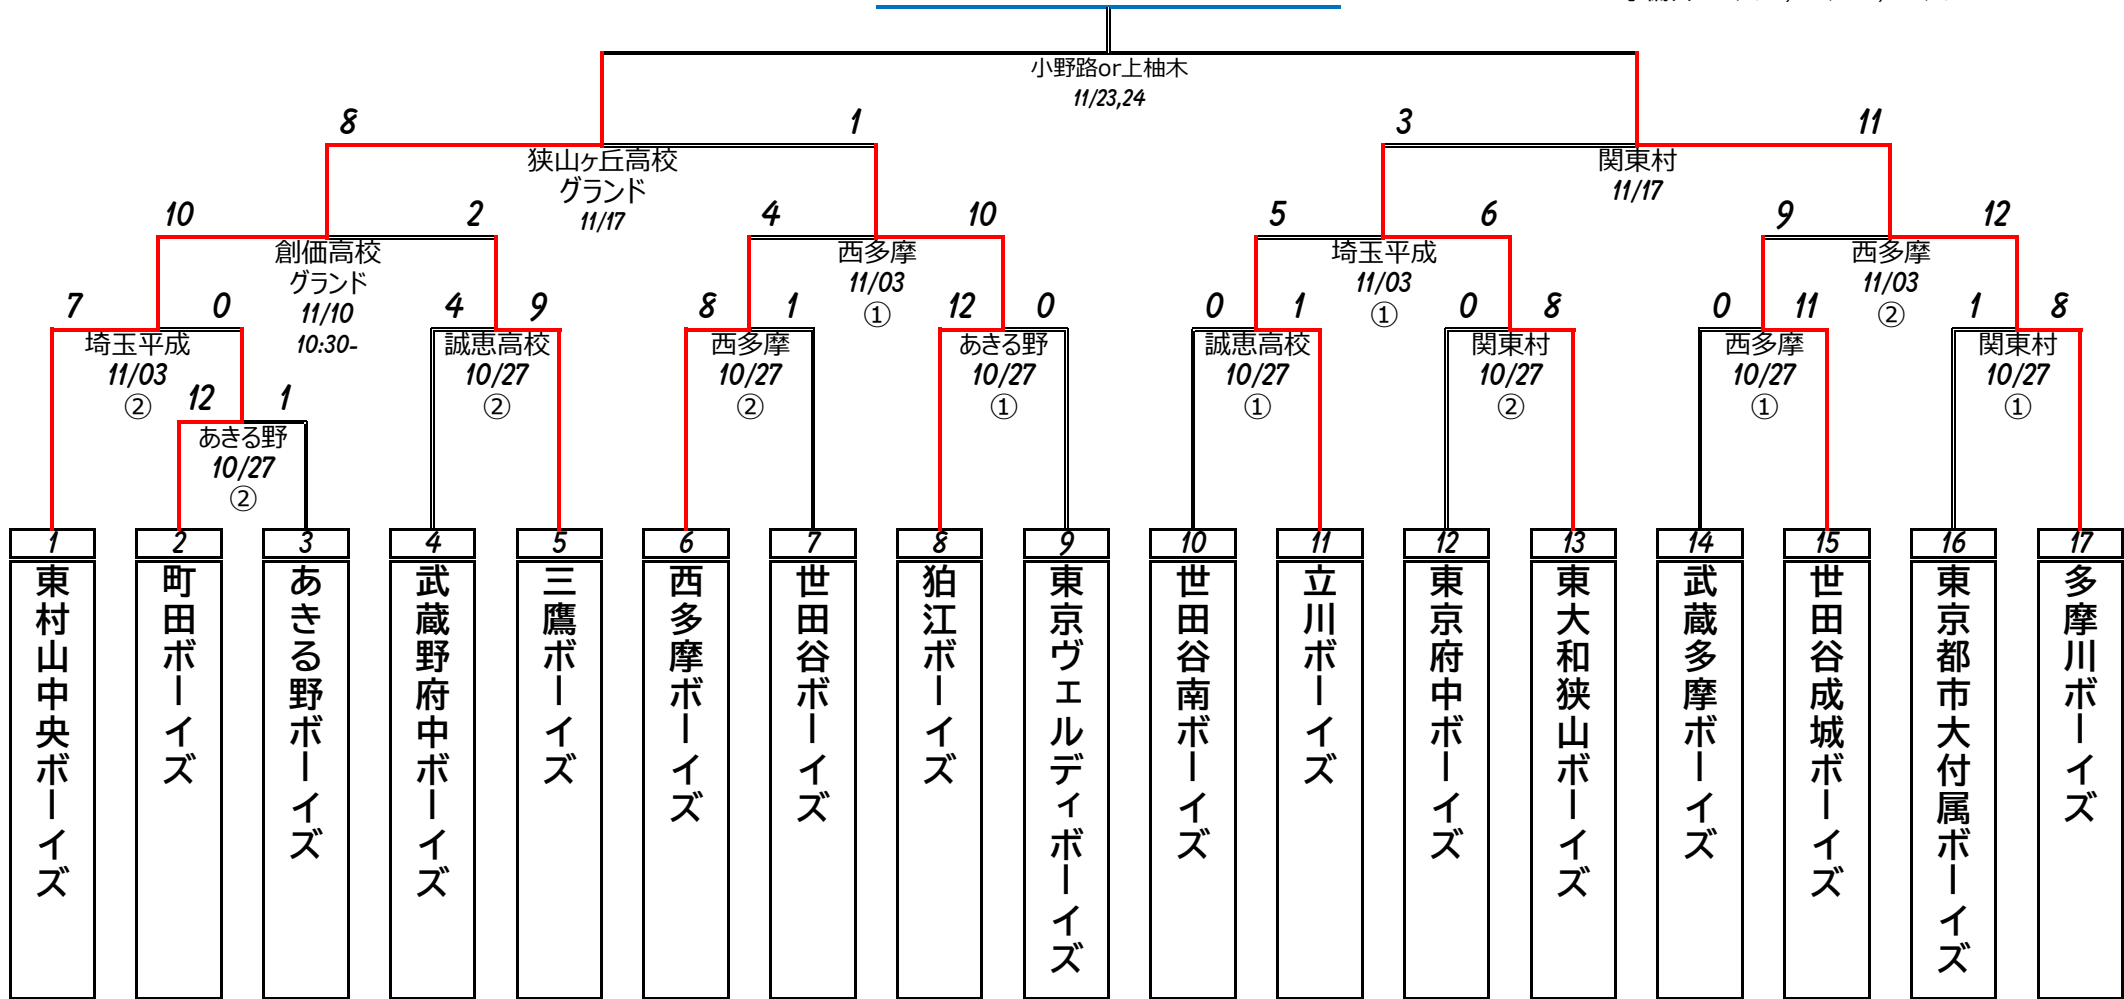 小野路or上柚木
11/23,24
8 1 3 11
狭山ヶ丘高校
グランド
11/17
関東村
11/17
10 2 4 10 5 6 9 12
創価高校
グランド
11/10
10:30-
西多摩
11/03
①
埼玉平成
11/03
①
西多摩
11/03
②
7 0 4 9 8 1 12 0 0 1 0 8 0 11 1 8
埼玉平成
11/03
②
誠恵高校
10/27
②
西多摩
10/27
②
あきる野
10/27
①
誠恵高校
10/27
①
関東村
10/27
②
西多摩
10/27
①
関東村
10/27
①
12 1
あきる野
10/27
②
1 2 3 4 5 6 7 8 9 10 11 12 13 14 15 16 17
東村山中央ボーイズ
町田ボーイズ
あきる野ボーイズ
武蔵野府中ボーイズ
三鷹ボーイズ
西多摩ボーイズ
世田谷ボーイズ
狛江ボーイズ
東京ヴェルディボーイズ
世田谷南ボーイズ
立川ボーイズ
東京府中ボーイズ
東大和狭山ボーイズ
武蔵多摩ボーイズ
世田谷成城ボーイズ
東京都市大付属ボーイズ
多摩川ボーイズ